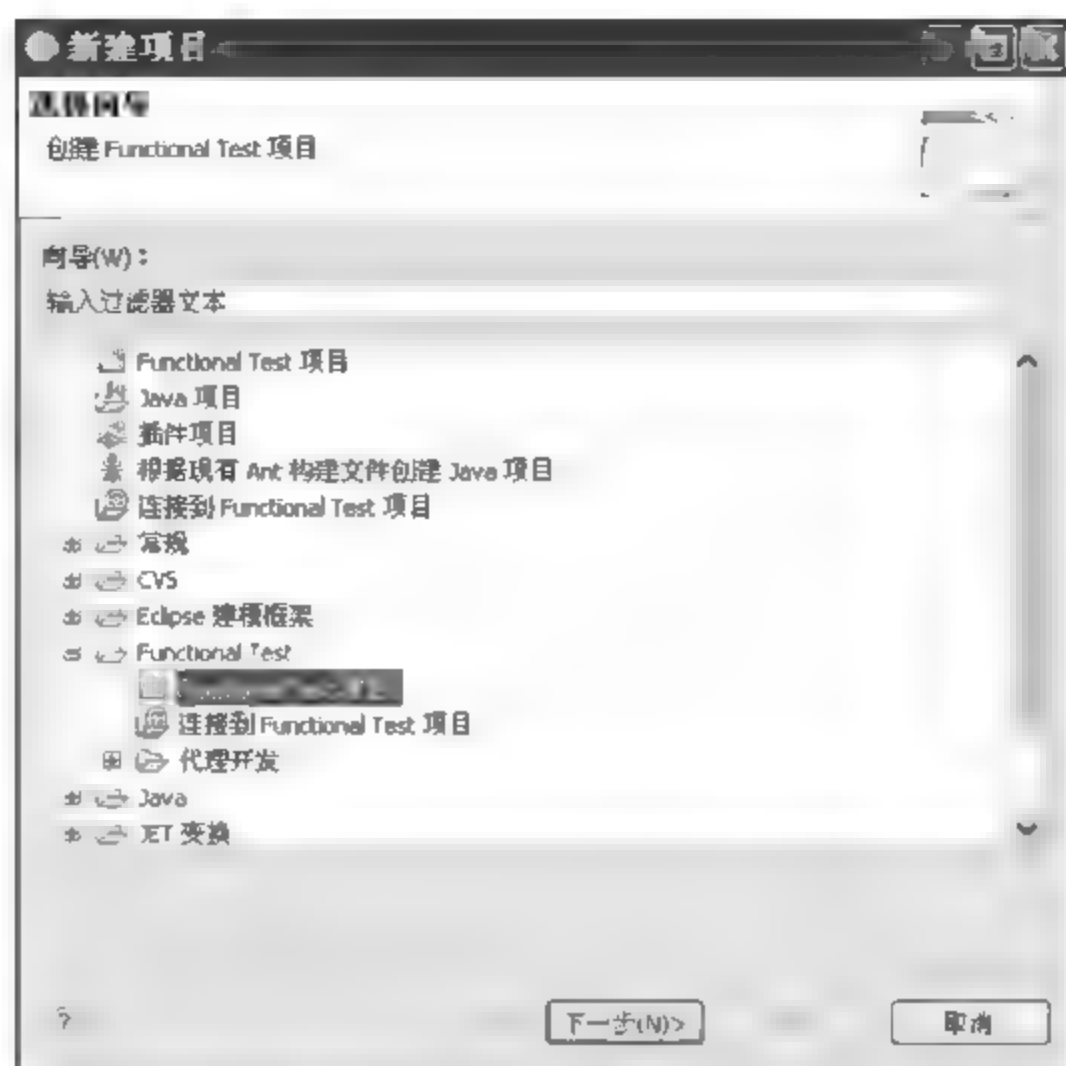 新建项目
选择向导
创建 Functional Test 项目
向导(W)：
输入过滤器文本
Functional Test 项目
Java 项目
插件项目
根据现有 Ant 构建文件创建 Java 项目
连接到 Functional Test 项目
常规
CVS
Eclipse 建模框架
Functional Test
连接到 Functional Test 项目
代理开发
Java
JET 变换
?
下一步(N)>
取消